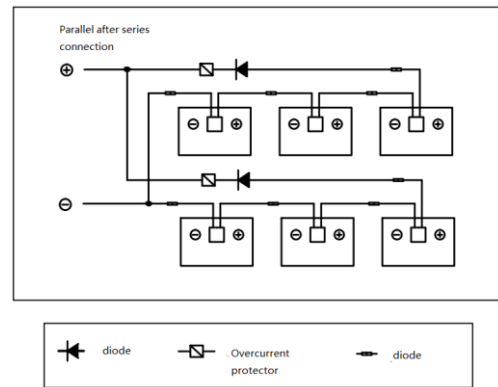 Parallel after series
connection
⊕
⊖ ⊕ ⊖ ⊕ ⊖ ⊕
⊖
⊖ ⊕ ⊖ ⊕ ⊖ ⊕
diode
Overcurrent
protector
diode